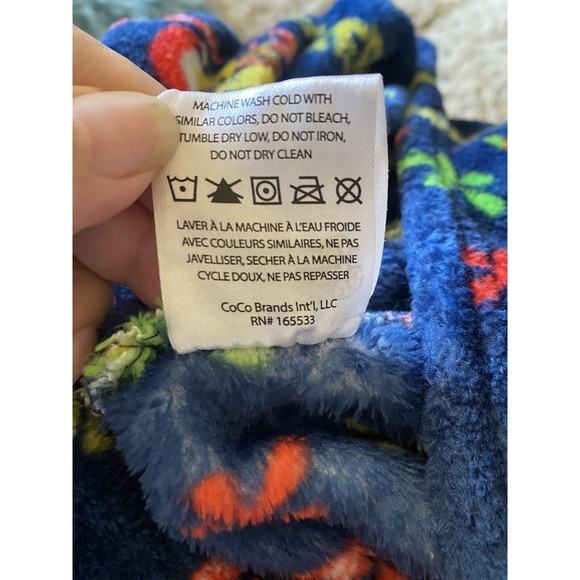 MACHINE WASH COLD WITH
SIMILAR COLORS, DO NOT BLEACH,
TUMBLE DRY LOW, DO NOT IRON,
DO NOT DRY CLEAN
LAVER À LA MACHINE À L'EAU FROIDE
AVEC COULEURS SIMILAIRES, NE PAS
JAVELLISER, SECHER À LA MACHINE
CYCLE DOUX, NE PAS REPASSER
CoCo Brands Int'l, LLC
RN# 165533